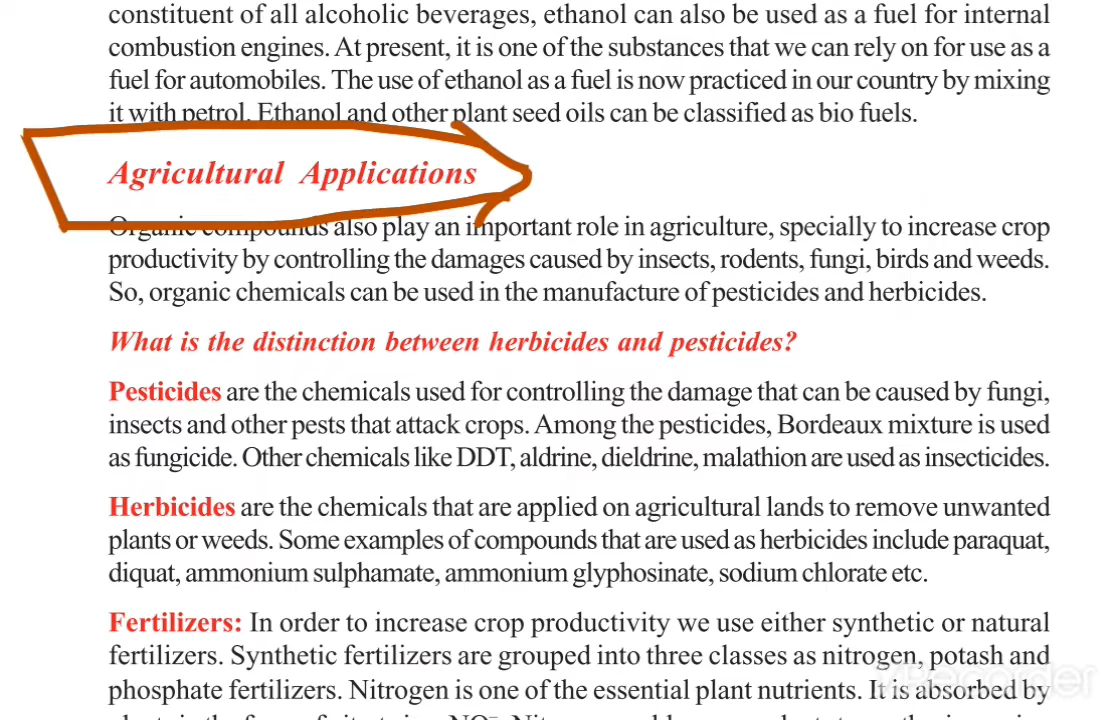 constituent of all alcoholic beverages, ethanol can also be used as a fuel for internal
combustion engines. At present, it is one of the substances that we can rely on for use as a
fuel for automobiles. The use of ethanol as a fuel is now practiced in our country by mixing
it with petrol. Ethanol and other plant seed oils can be classified as bio fuels.
Agricultural Applications
Organic compounds also play an important role in agriculture, specially to increase crop
productivity by controlling the damages caused by insects, rodents, fungi, birds and weeds.
So, organic chemicals can be used in the manufacture of pesticides and herbicides.
What is the distinction between herbicides and pesticides?
Pesticides are the chemicals used for controlling the damage that can be caused by fungi,
insects and other pests that attack crops. Among the pesticides, Bordeaux mixture is used
as fungicide. Other chemicals like DDT, aldrine, dieldrine, malathion are used as insecticides.
Herbicides are the chemicals that are applied on agricultural lands to remove unwanted
plants or weeds. Some examples of compounds that are used as herbicides include paraquat,
diquat, ammonium sulphamate, ammonium glyphosinate, sodium chlorate etc.
Fertilizers: In order to increase crop productivity we use either synthetic or natural
fertilizers. Synthetic fertilizers are grouped into three classes as nitrogen, potash and
phosphate fertilizers. Nitrogen is one of the essential plant nutrients. It is absorbed by
VRecorder